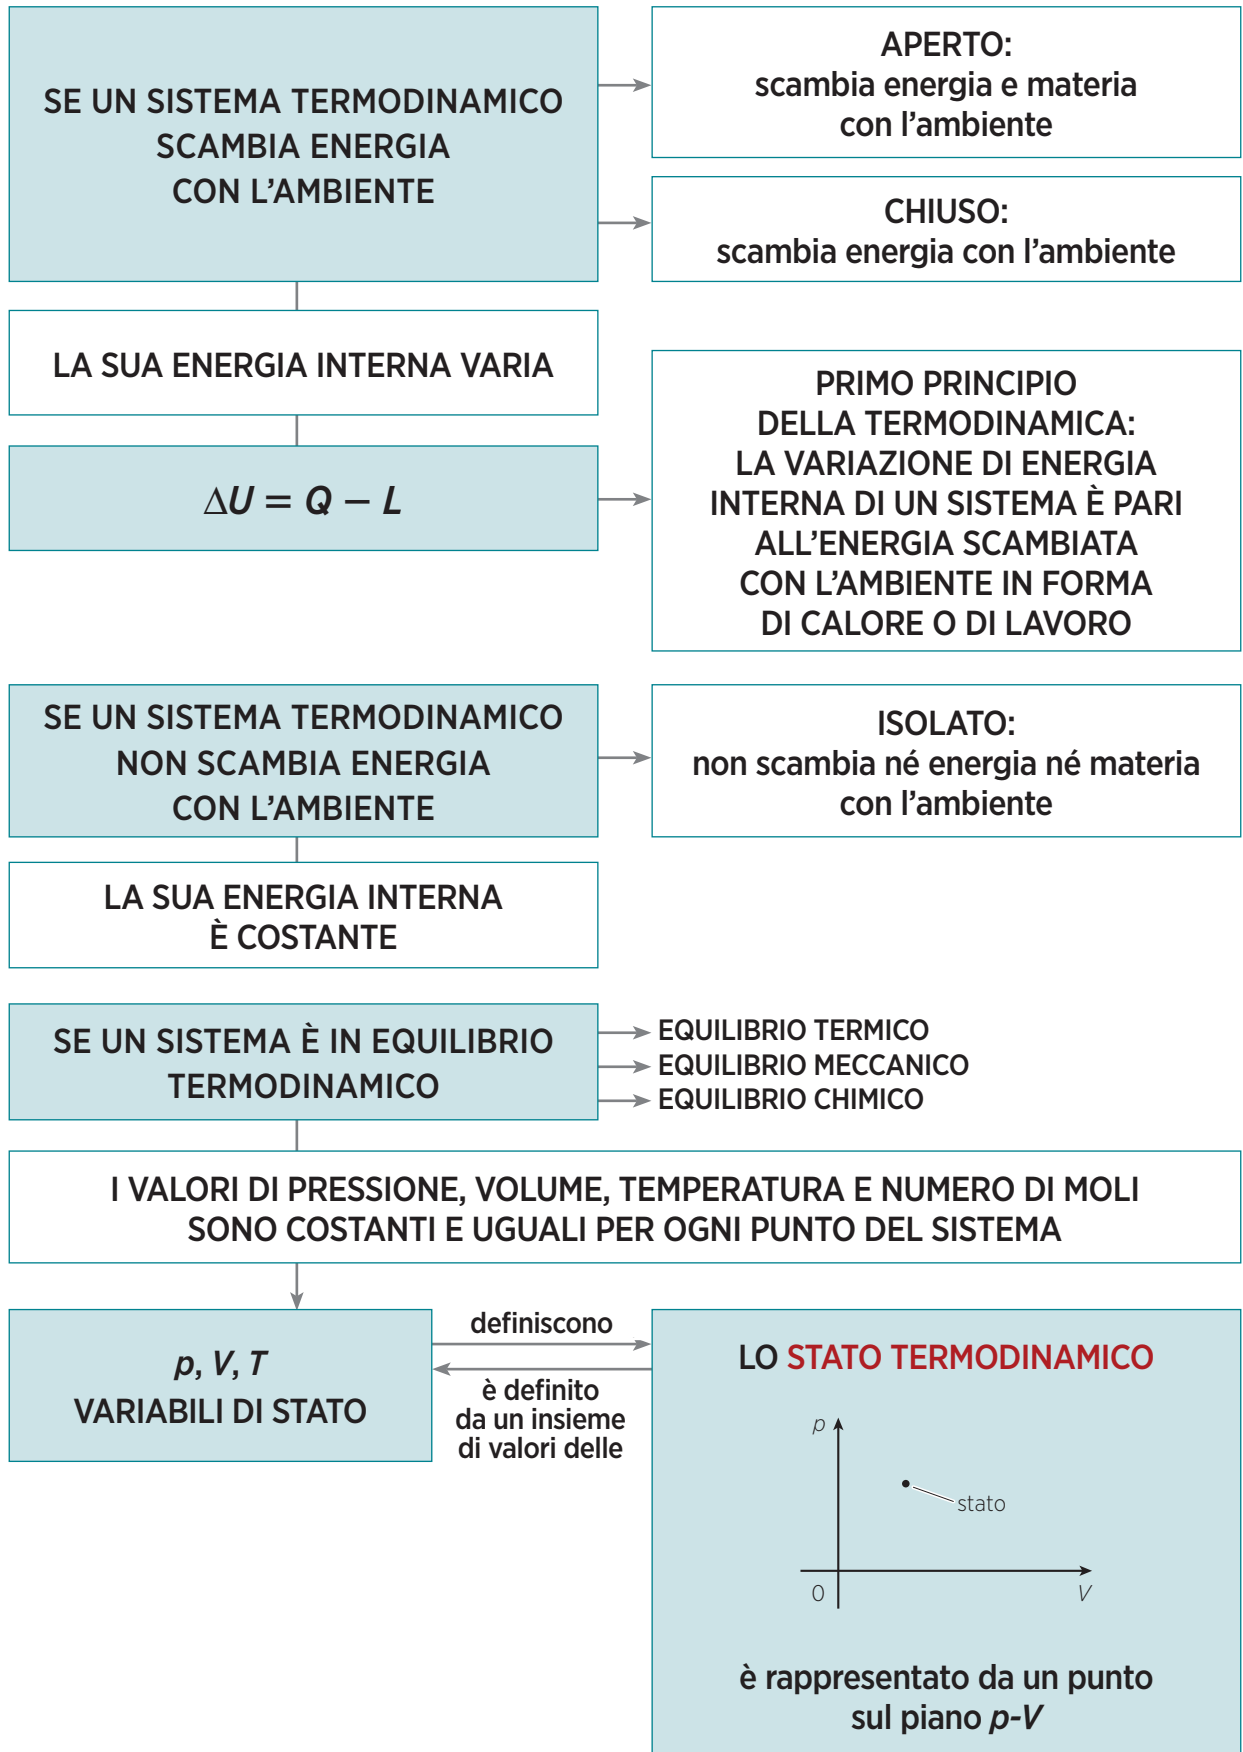 SE UN SISTEMA TERMODINAMICO
SCAMBIA ENERGIA
CON L'AMBIENTE
APERTO:
scambia energia e materia
con l'ambiente
CHIUSO:
scambia energia con l'ambiente
LA SUA ENERGIA INTERNA VARIA
ΔU = Q − L
PRIMO PRINCIPIO
DELLA TERMODINAMICA:
LA VARIAZIONE DI ENERGIA
INTERNA DI UN SISTEMA È PARI
ALL'ENERGIA SCAMBIATA
CON L'AMBIENTE IN FORMA
DI CALORE O DI LAVORO
SE UN SISTEMA TERMODINAMICO
NON SCAMBIA ENERGIA
CON L'AMBIENTE
ISOLATO:
non scambia né energia né materia
con l'ambiente
LA SUA ENERGIA INTERNA
È COSTANTE
SE UN SISTEMA È IN EQUILIBRIO
TERMODINAMICO
EQUILIBRIO TERMICO
EQUILIBRIO MECCANICO
EQUILIBRIO CHIMICO
I VALORI DI PRESSIONE, VOLUME, TEMPERATURA E NUMERO DI MOLI
SONO COSTANTI E UGUALI PER OGNI PUNTO DEL SISTEMA
p, V, T
VARIABILI DI STATO
definiscono
è definito
da un insieme
di valori delle
LO STATO TERMODINAMICO
p
stato
0
V
è rappresentato da un punto
sul piano p-V